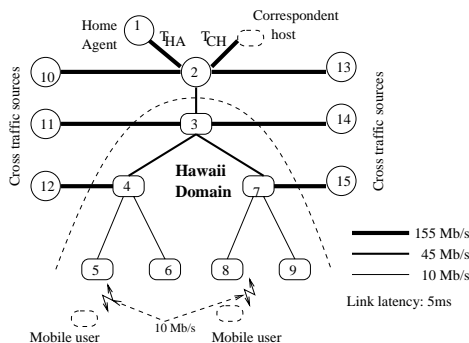 Home
Agent
1
T HA
T CH
Correspondent
host
10
2
13
11
3
14
Cross traffic sources
Cross traffic sources
Hawaii
Domain
12
4
7
15
155 Mb/s
45 Mb/s
10 Mb/s
5
6
8
9
Link latency: 5ms
10 Mb/s
Mobile user
Mobile user